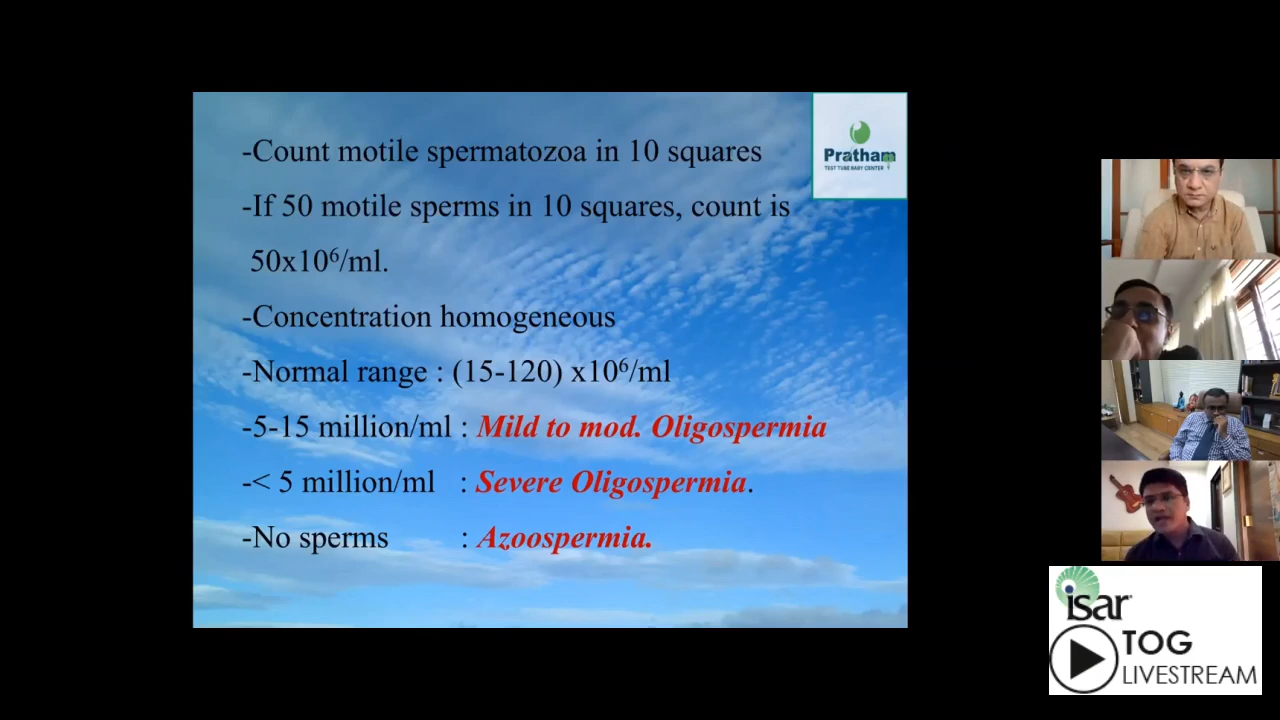 -Count motile spermatozoa in 10 squares
-If 50 motile sperms in 10 squares, count is
50x10⁶/ml.
-Concentration homogeneous
-Normal range : (15-120) x10⁶/ml
-5-15 million/ml : Mild to mod. Oligospermia
-< 5 million/ml : Severe Oligospermia.
-No sperms : Azoospermia.
Pratham
TEST TUBE BABY CENTER
isar
TOG
LIVESTREAM